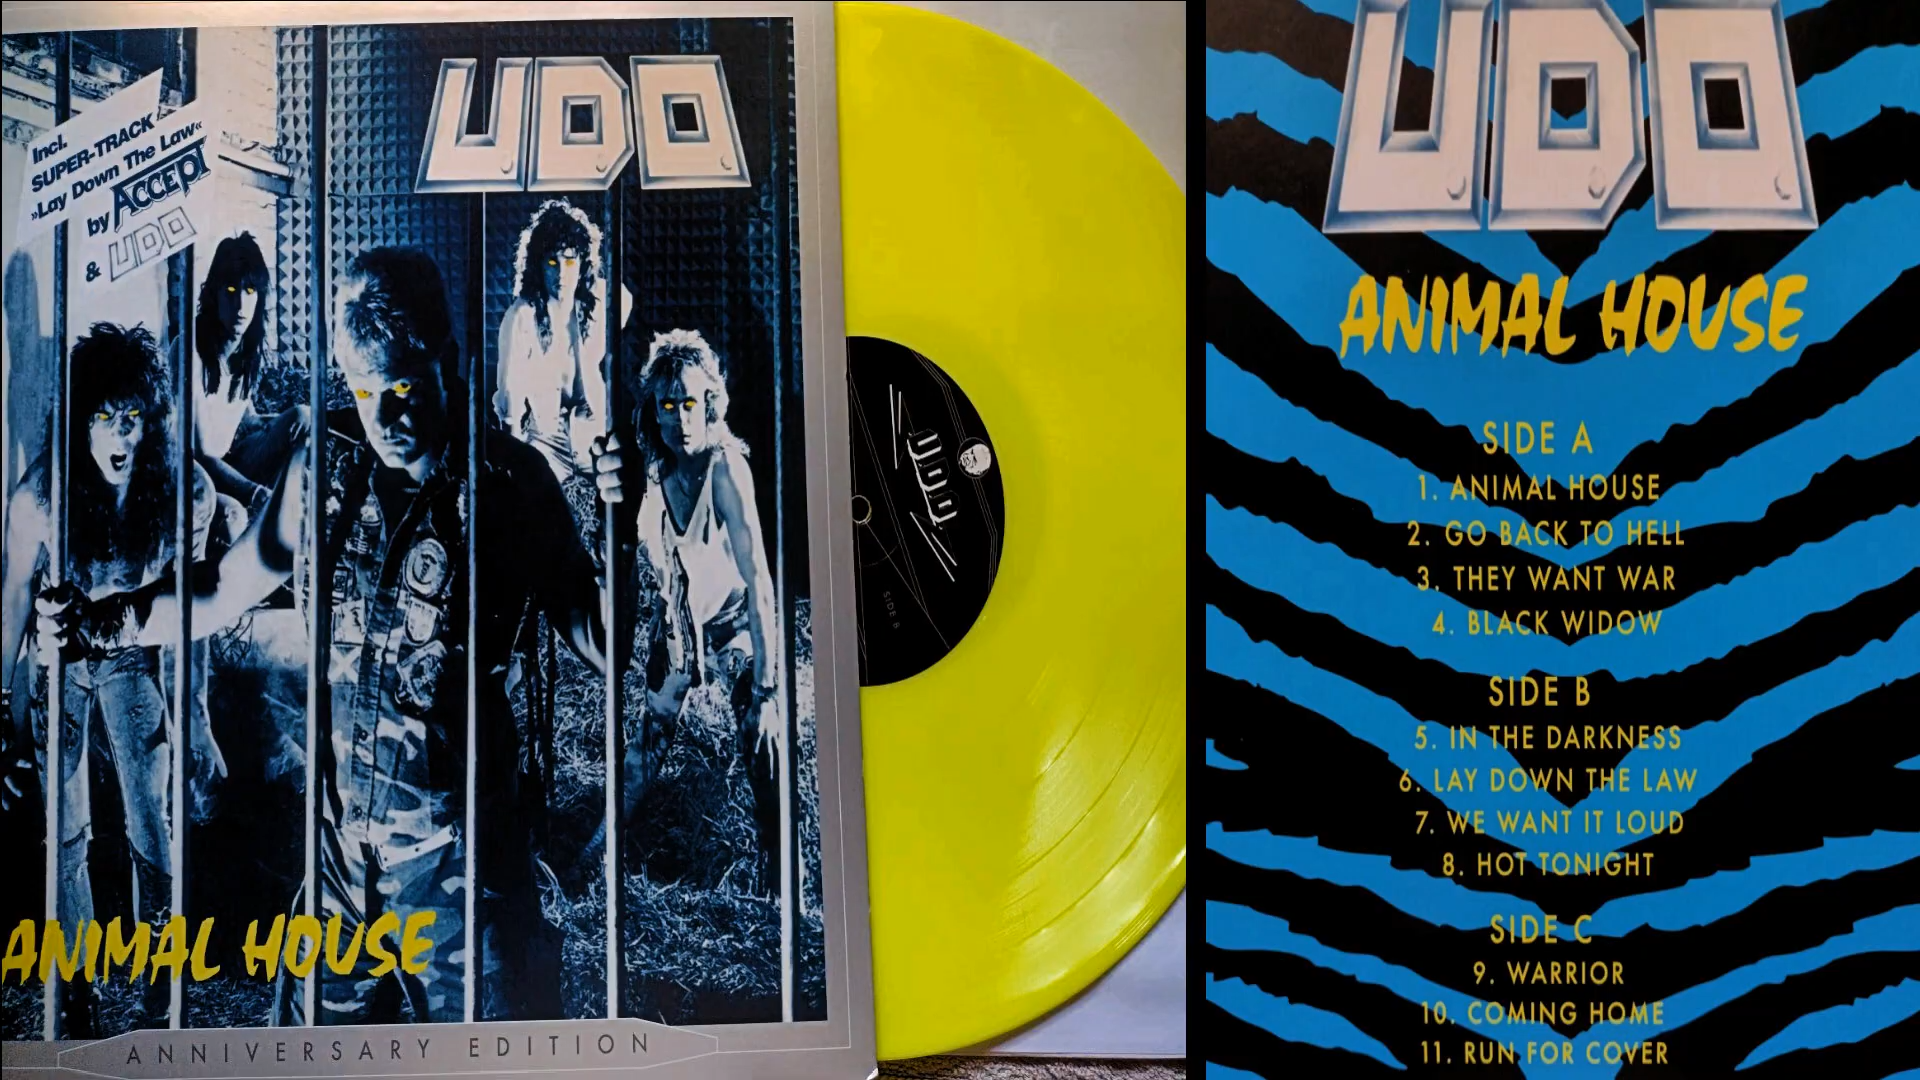 Incl.
SUPER-TRACK
»Lay Down The Law«
by ACCEPT
& UDO
UDO
ANIMAL HOUSE
ANNIVERSARY EDITION
UDO
SIDE B
UDO
ANIMAL HOUSE
SIDE A
1. ANIMAL HOUSE
2. GO BACK TO HELL
3. THEY WANT WAR
4. BLACK WIDOW
SIDE B
5. IN THE DARKNESS
6. LAY DOWN THE LAW
7. WE WANT IT LOUD
8. HOT TONIGHT
SIDE C
9. WARRIOR
10. COMING HOME
11. RUN FOR COVER